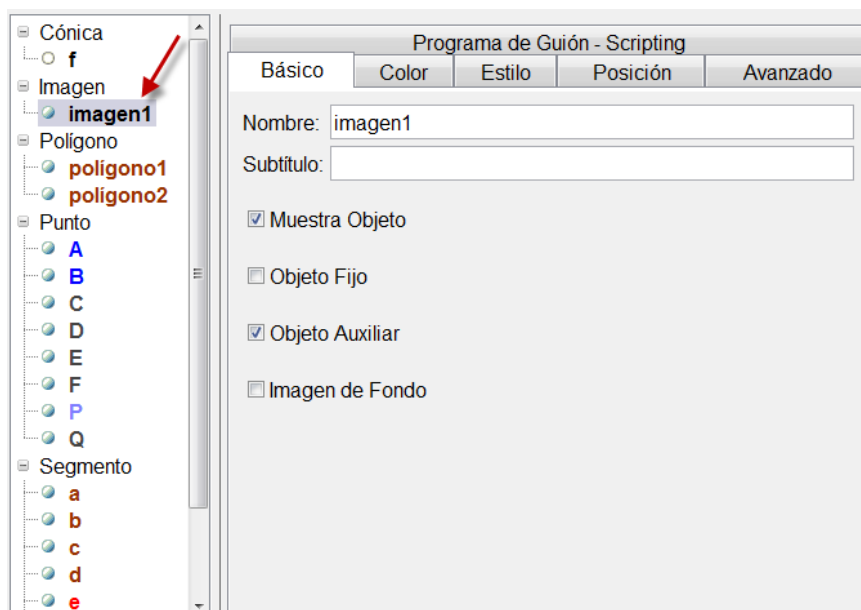 Cónica
f
Imagen
imagen1
Polígono
polígono1
polígono2
Punto
A
B
C
D
E
F
P
Q
Segmento
a
b
c
d
e
Programa de Guión - Scripting
Básico Color Estilo Posición Avanzado
Nombre: imagen1
Subtítulo:
Muestra Objeto
Objeto Fijo
Objeto Auxiliar
Imagen de Fondo